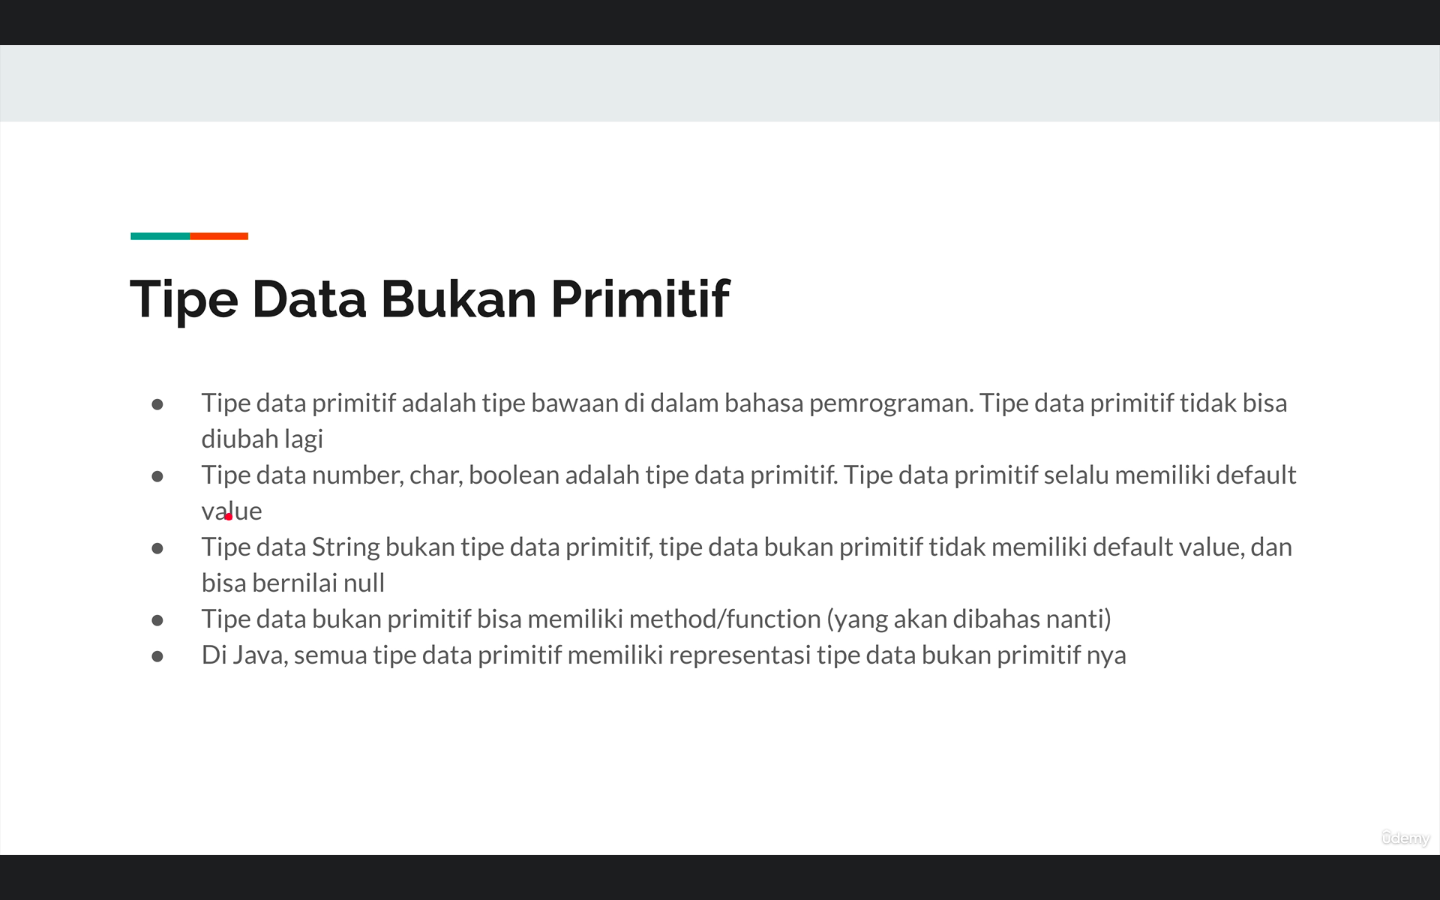 Tipe Data Bukan Primitif
● Tipe data primitif adalah tipe bawaan di dalam bahasa pemrograman. Tipe data primitif tidak bisa
diubah lagi
● Tipe data number, char, boolean adalah tipe data primitif. Tipe data primitif selalu memiliki default
value
● Tipe data String bukan tipe data primitif, tipe data bukan primitif tidak memiliki default value, dan
bisa bernilai null
● Tipe data bukan primitif bisa memiliki method/function (yang akan dibahas nanti)
● Di Java, semua tipe data primitif memiliki representasi tipe data bukan primitif nya
ûdemy